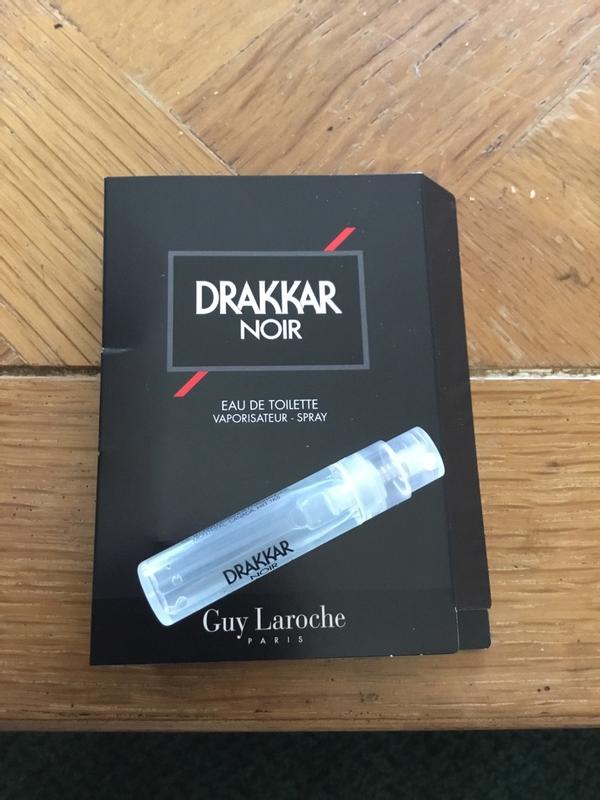 DRAKKAR
NOIR
EAU DE TOILETTE
VAPORISATEUR - SPRAY
DRAKKAR
NOIR
Guy Laroche
PARIS